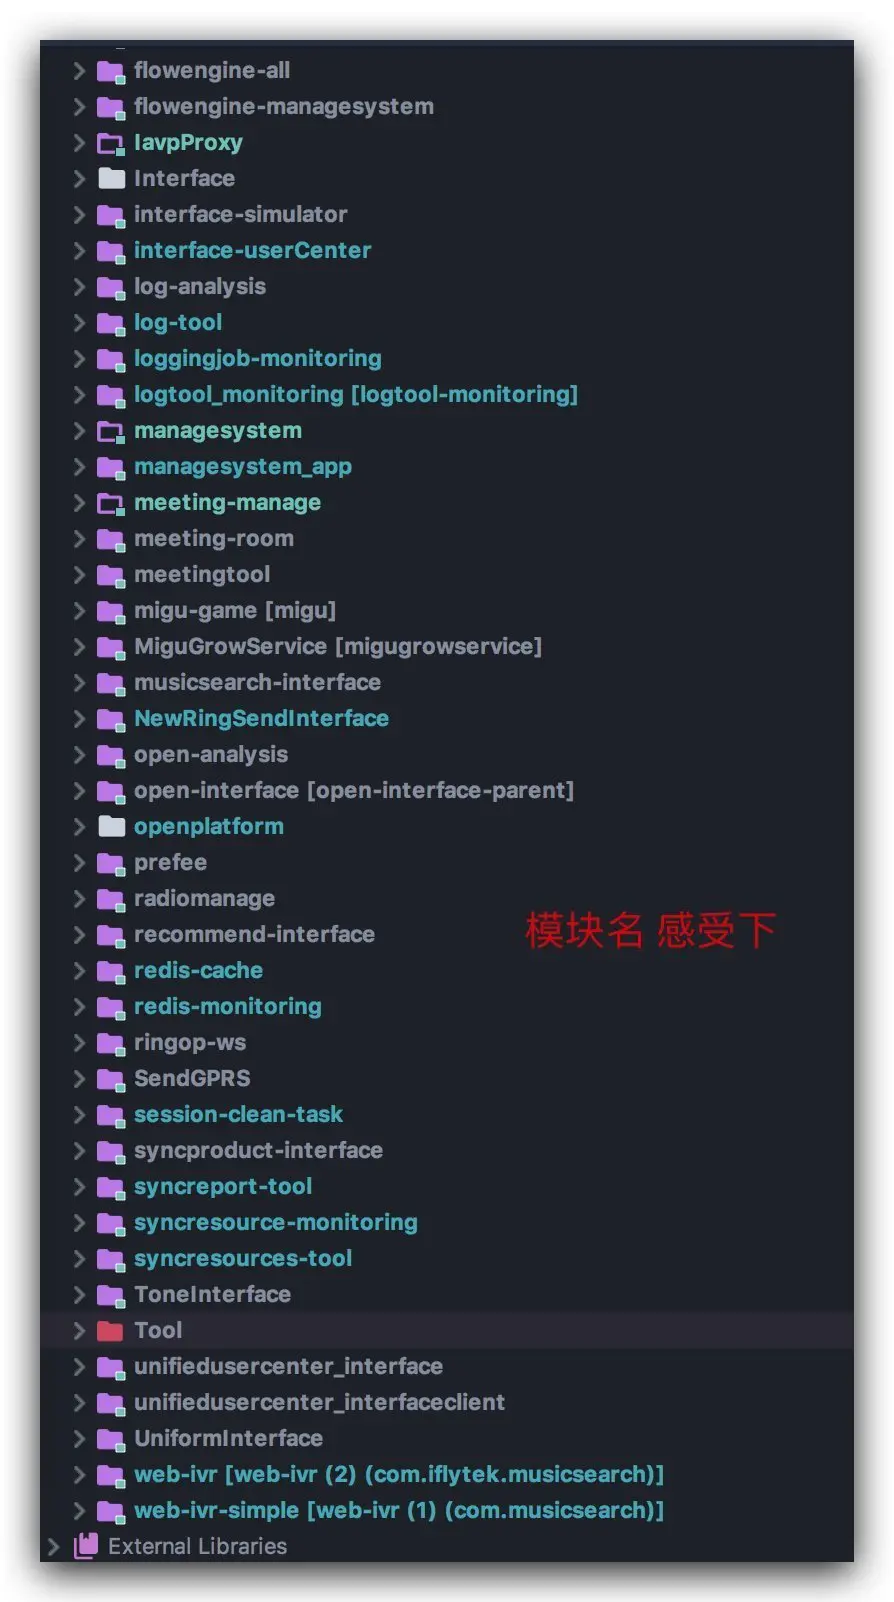 flowengine-all
flowengine-managesystem
IavpProxy
Interface
interface-simulator
interface-userCenter
log-analysis
log-tool
loggingjob-monitoring
logtool_monitoring [logtool-monitoring]
managesystem
managesystem_app
meeting-manage
meeting-room
meetingtool
migu-game [migu]
MiguGrowService [migugrowservice]
musicsearch-interface
NewRingSendInterface
open-analysis
open-interface [open-interface-parent]
openplatform
prefee
radiomanage
recommend-interface
模块名 感受下
redis-cache
redis-monitoring
ringop-ws
SendGPRS
session-clean-task
syncproduct-interface
syncreport-tool
syncresource-monitoring
syncresources-tool
ToneInterface
Tool
unifiedusercenter_interface
unifiedusercenter_interfaceclient
UniformInterface
web-ivr [web-ivr (2) (com.iflytek.musicsearch)]
web-ivr-simple [web-ivr (1) (com.musicsearch)]
External Libraries